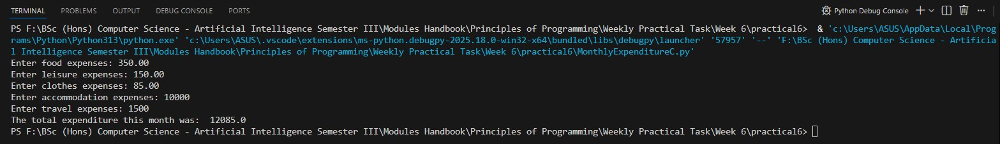 TERMINAL PROBLEMS OUTPUT DEBUG CONSOLE PORTS Python Debug Console
PS F:\BSc (Hons) Computer Science - Artificial Intelligence Semester III\Modules Handbook\Principles of Programming\Weekly Practical Task\Week 6\practical6>  & 'c:\Users\ASUS\AppData\Local\Prog
rams\Python\Python313\python.exe' 'c:\Users\ASUS\.vscode\extensions\ms-python.debugpy-2025.18.0-win32-x64\bundled\libs\debugpy\launcher' '57957' '--' 'F:\BSc (Hons) Computer Science - Artificia
l Intelligence Semester III\Modules Handbook\Principles of Programming\Weekly Practical Task\Week 6\practical6\MonthlyExpenditureC.py'
Enter food expenses: 350.00
Enter leisure expenses: 150.00
Enter clothes expenses: 85.00
Enter accommodation expenses: 10000
Enter travel expenses: 1500
The total expenditure this month was:  12085.0
PS F:\BSc (Hons) Computer Science - Artificial Intelligence Semester III\Modules Handbook\Principles of Programming\Weekly Practical Task\Week 6\practical6>